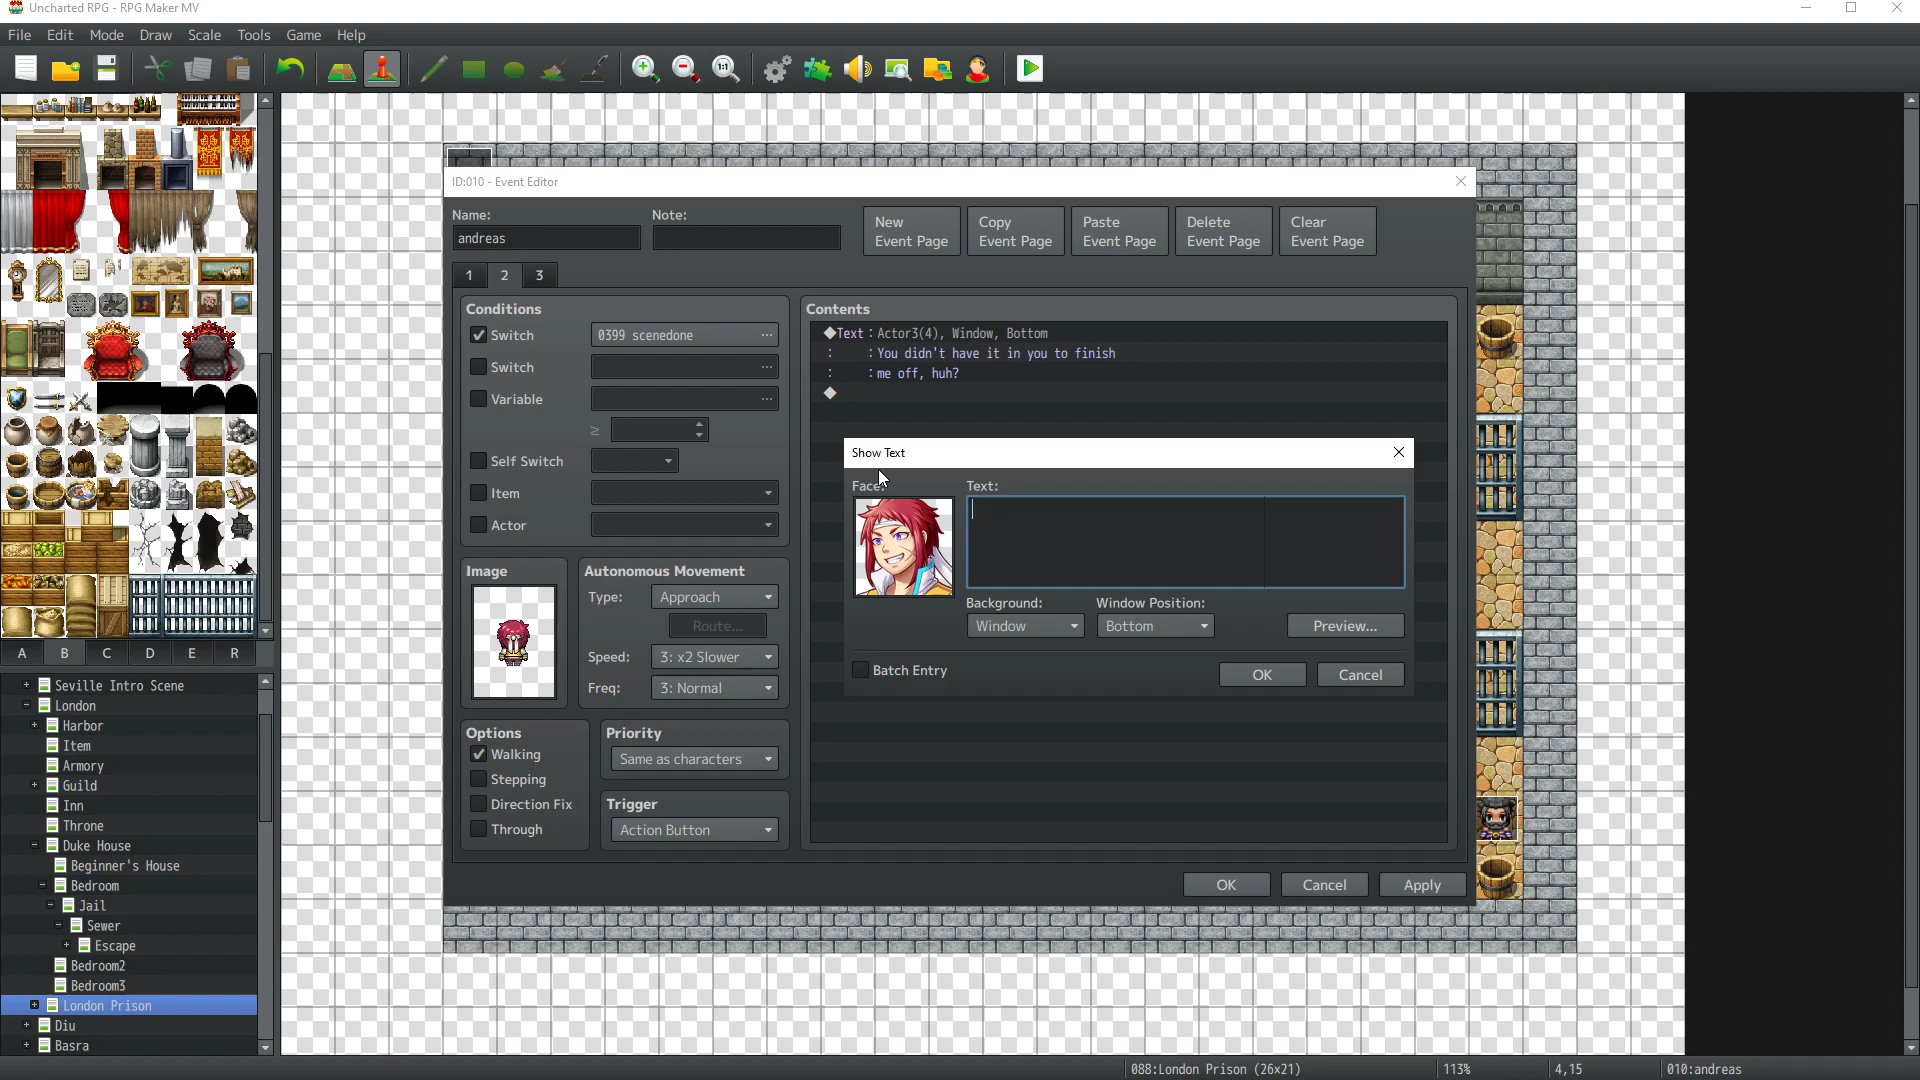 Uncharted RPG - RPG Maker MV
File Edit Mode Draw Scale Tools Game Help
1:1
ID:010 - Event Editor
Name:
andreas
Note:
New Event Page
Copy Event Page
Paste Event Page
Delete Event Page
Clear Event Page
1 2 3
Conditions
Switch 0399 scenedone ...
Switch ...
Variable ...
≥
Self Switch
Item
Actor
Image
Autonomous Movement
Type: Approach
Route...
Speed: 3: x2 Slower
Freq: 3: Normal
Options
Walking
Stepping
Direction Fix
Through
Priority
Same as characters
Trigger
Action Button
Contents
◆Text : Actor3(4), Window, Bottom
: : You didn't have it in you to finish
: : me off, huh?
◆
Show Text
Face:
Text:
Background:
Window
Window Position:
Bottom
Preview...
Batch Entry
OK Cancel
OK Cancel Apply
A B C D E R
Seville Intro Scene
London
Harbor
Item
Armory
Guild
Inn
Throne
Duke House
Beginner's House
Bedroom
Jail
Sewer
Escape
Bedroom2
Bedroom3
London Prison
Diu
Basra
088:London Prison (26x21) 113% 4,15 010:andreas